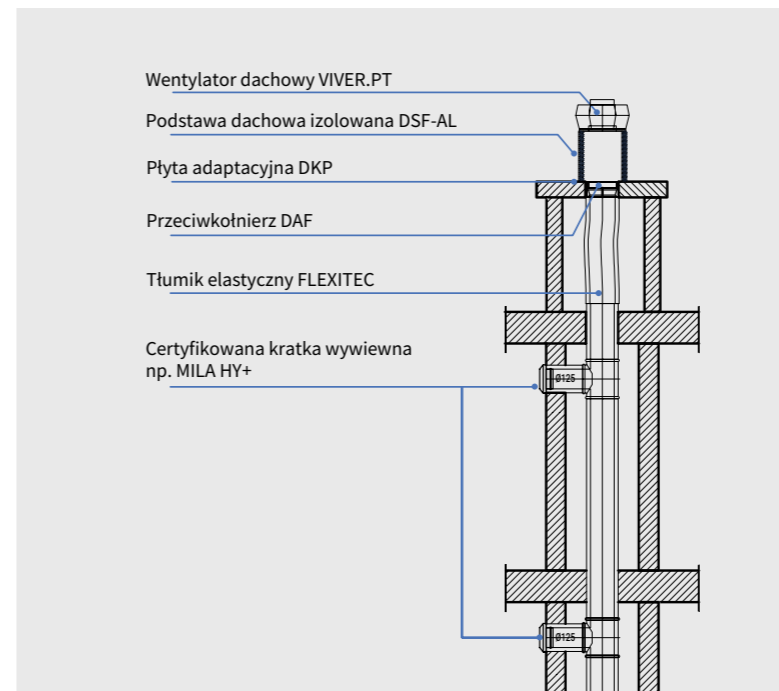 Wentylator dachowy VIVER.PT
Podstawa dachowa izolowana DSF-AL
Płyta adaptacyjna DKP
Przeciwkołnierz DAF
Tłumik elastyczny FLEXITEC
Certyfikowana kratka wywiewna
np. MILA HY+
Ø125
Ø125